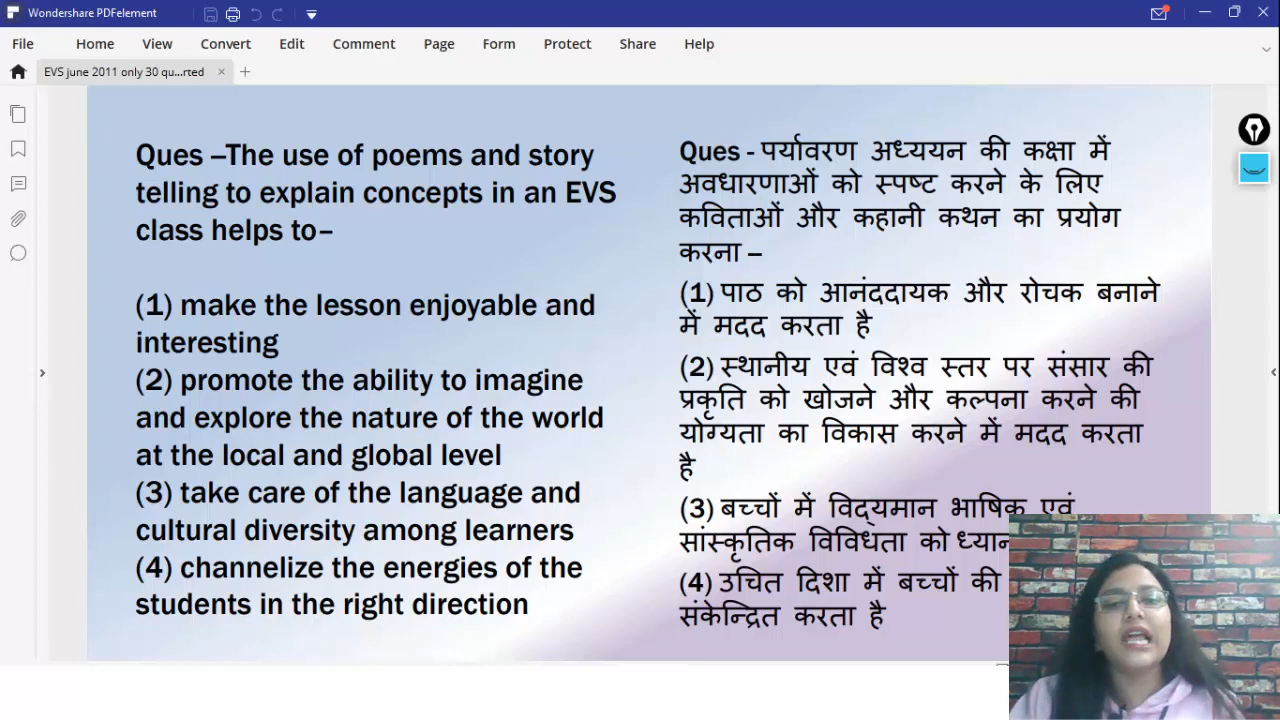 Wondershare PDFelement
File Home View Convert Edit Comment Page Form Protect Share Help
EVS june 2011 only 30 qu...rted
Ques –The use of poems and story
telling to explain concepts in an EVS
class helps to–
(1) make the lesson enjoyable and
interesting
(2) promote the ability to imagine
and explore the nature of the world
at the local and global level
(3) take care of the language and
cultural diversity among learners
(4) channelize the energies of the
students in the right direction
Ques - पर्यावरण अध्ययन की कक्षा में
अवधारणाओं को स्पष्ट करने के लिए
कविताओं और कहानी कथन का प्रयोग
करना –
(1) पाठ को आनंददायक और रोचक बनाने
में मदद करता है
(2) स्थानीय एवं विश्व स्तर पर संसार की
प्रकृति को खोजने और कल्पना करने की
योग्यता का विकास करने में मदद करता
है
(3) बच्चों में विद्यमान भाषिक एवं
सांस्कृतिक विविधता को ध्यान
(4) उचित दिशा में बच्चों की
संकेन्द्रित करता है